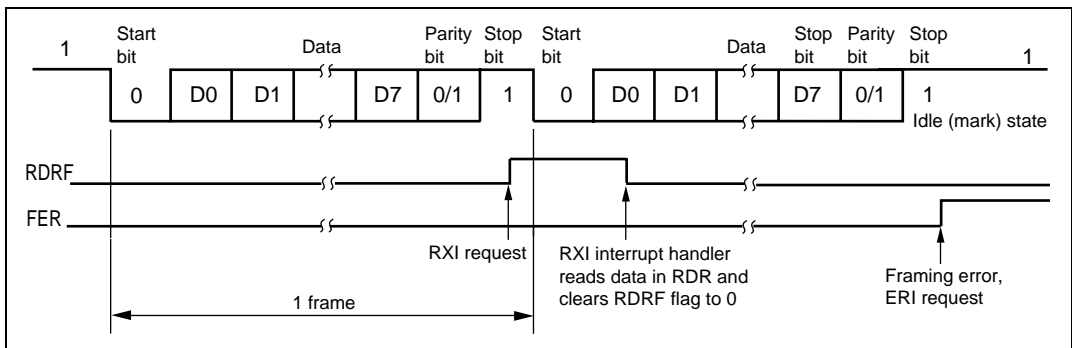 1
Start bit
Data
Parity bit
Stop bit
Start bit
Data
Stop bit
Parity bit
Stop bit
1
0 D0 D1 D7 0/1 1 0 D0 D1 D7 0/1 1
Idle (mark) state
RDRF
FER
RXI request
RXI interrupt handler
reads data in RDR and
clears RDRF flag to 0
Framing error,
ERI request
1 frame